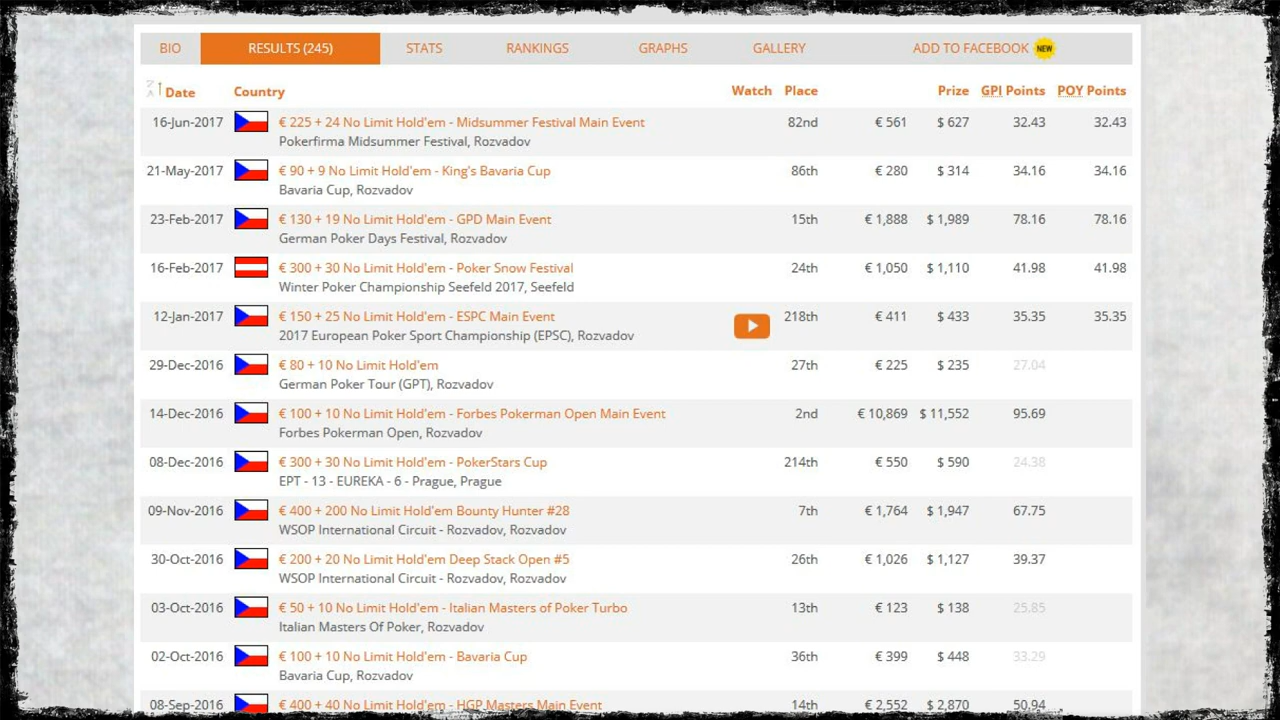 BIO RESULTS (245) STATS RANKINGS GRAPHS GALLERY ADD TO FACEBOOK NEW
Date Country Watch Place Prize GPI Points POY Points
16-Jun-2017 € 225 + 24 No Limit Hold'em - Midsummer Festival Main Event 82nd € 561 $ 627 32.43 32.43
Pokerfirma Midsummer Festival, Rozvadov
21-May-2017 € 90 + 9 No Limit Hold'em - King's Bavaria Cup 86th € 280 $ 314 34.16 34.16
Bavaria Cup, Rozvadov
23-Feb-2017 € 130 + 19 No Limit Hold'em - GPD Main Event 15th € 1,888 $ 1,989 78.16 78.16
German Poker Days Festival, Rozvadov
16-Feb-2017 € 300 + 30 No Limit Hold'em - Poker Snow Festival 24th € 1,050 $ 1,110 41.98 41.98
Winter Poker Championship Seefeld 2017, Seefeld
12-Jan-2017 € 150 + 25 No Limit Hold'em - ESPC Main Event 218th € 411 $ 433 35.35 35.35
2017 European Poker Sport Championship (EPSC), Rozvadov
29-Dec-2016 € 80 + 10 No Limit Hold'em 27th € 225 $ 235 27.04
German Poker Tour (GPT), Rozvadov
14-Dec-2016 € 100 + 10 No Limit Hold'em - Forbes Pokerman Open Main Event 2nd € 10,869 $ 11,552 95.69
Forbes Pokerman Open, Rozvadov
08-Dec-2016 € 300 + 30 No Limit Hold'em - PokerStars Cup 214th € 550 $ 590 24.38
EPT - 13 - EUREKA - 6 - Prague, Prague
09-Nov-2016 € 400 + 200 No Limit Hold'em Bounty Hunter #28 7th € 1,764 $ 1,947 67.75
WSOP International Circuit - Rozvadov, Rozvadov
30-Oct-2016 € 200 + 20 No Limit Hold'em Deep Stack Open #5 26th € 1,026 $ 1,127 39.37
WSOP International Circuit - Rozvadov, Rozvadov
03-Oct-2016 € 50 + 10 No Limit Hold'em - Italian Masters of Poker Turbo 13th € 123 $ 138 25.85
Italian Masters Of Poker, Rozvadov
02-Oct-2016 € 100 + 10 No Limit Hold'em - Bavaria Cup 36th € 399 $ 448 33.29
Bavaria Cup, Rozvadov
08-Sep-2016 € 400 + 40 No Limit Hold'em - HGP Masters Main Event 14th € 2,552 $ 2,870 50.94